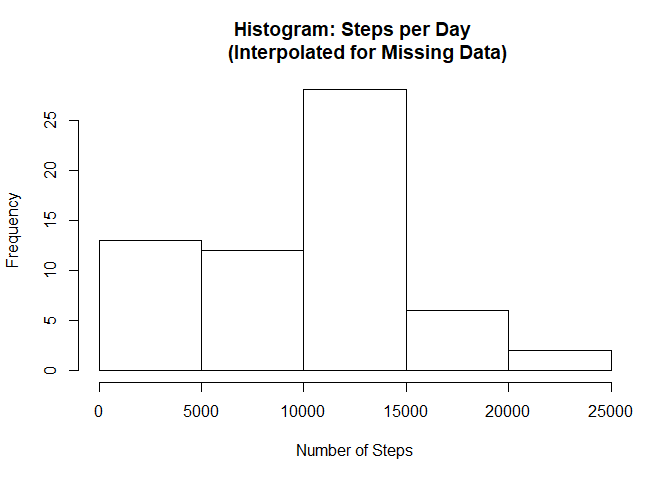 Histogram: Steps per Day
(Interpolated for Missing Data)
25
20
15
10
5
0
Frequency
0 5000 10000 15000 20000 25000
Number of Steps